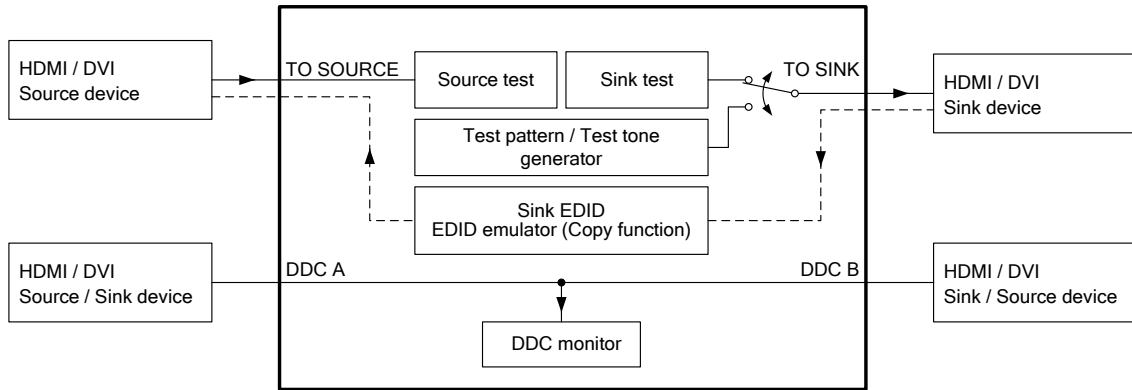 HDMI / DVI
Source device
TO SOURCE
Source test
Sink test
TO SINK
HDMI / DVI
Sink device
Test pattern / Test tone
generator
Sink EDID
EDID emulator (Copy function)
HDMI / DVI
Source / Sink device
DDC A
DDC B
HDMI / DVI
Sink / Source device
DDC monitor